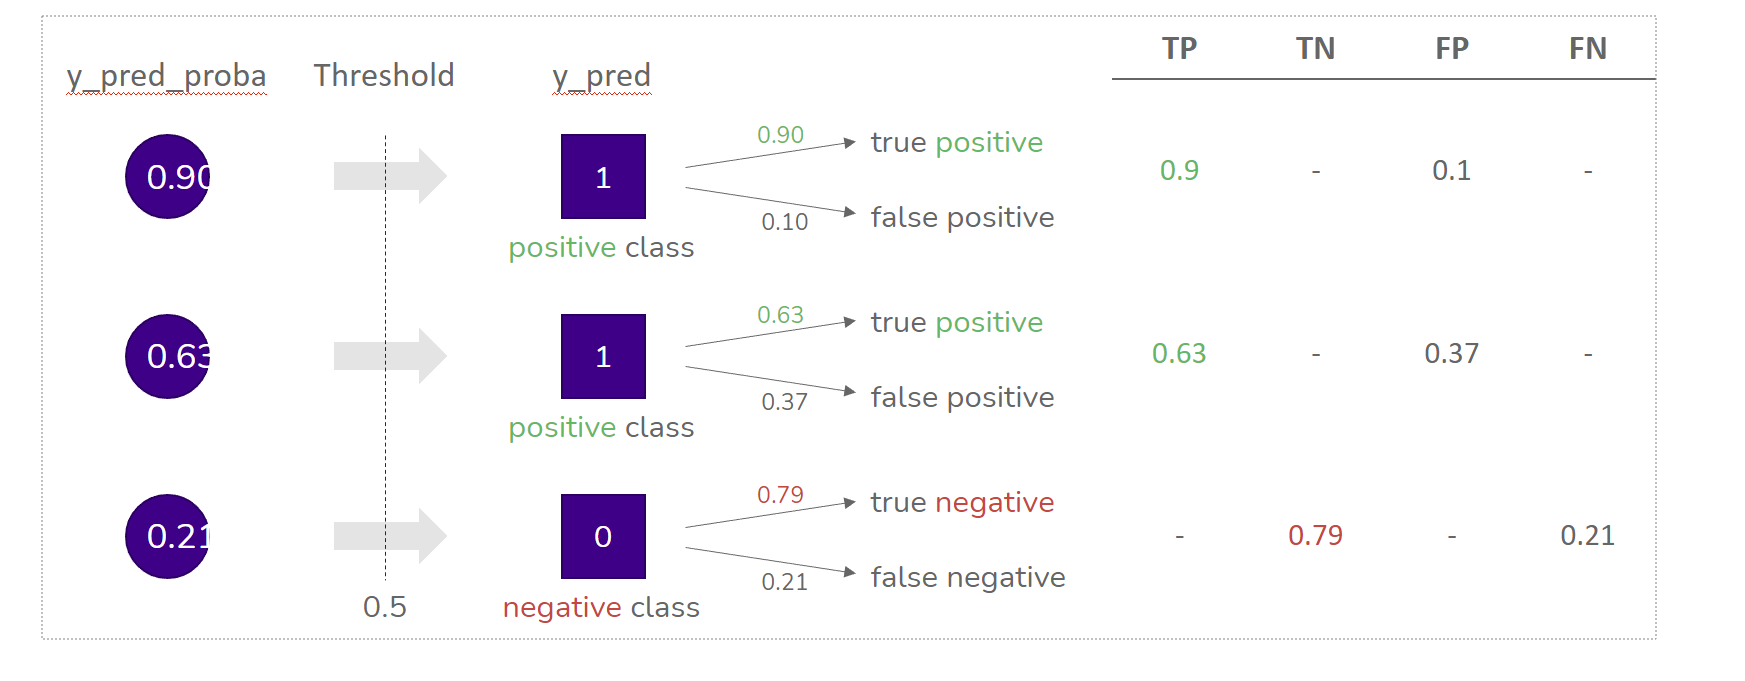 y_pred_proba Threshold y_pred TP TN FP FN
0.90 1 0.90 true positive 0.9 - 0.1 -
0.10 false positive
positive class
0.63 1 0.63 true positive 0.63 - 0.37 -
0.37 false positive
positive class
0.21 0 0.79 true negative - 0.79 - 0.21
0.21 false negative
0.5 negative class